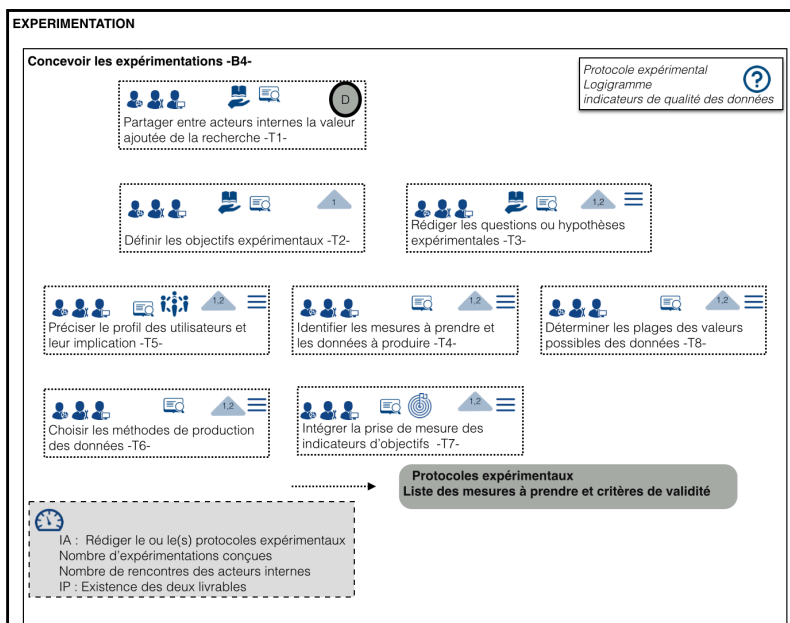 EXPERIMENTATION
Concevoir les expérimentations -B4-
Protocole expérimental
Logigramme
indicateurs de qualité des données
?
D
Partager entre acteurs internes la valeur
ajoutée de la recherche -T1-
1
Définir les objectifs expérimentaux -T2-
1,2
Rédiger les questions ou hypothèses
expérimentales -T3-
1,2
Préciser le profil des utilisateurs et
leur implication -T5-
1,2
Identifier les mesures à prendre et
les données à produire -T4-
1,2
Déterminer les plages des valeurs
possibles des données -T8-
1,2
Choisir les méthodes de production
des données -T6-
1,2
Intégrer la prise de mesure des
indicateurs d'objectifs -T7-
Protocoles expérimentaux
Liste des mesures à prendre et critères de validité
IA : Rédiger le ou le(s) protocoles expérimentaux
Nombre d'expérimentations conçues
Nombre de rencontres des acteurs internes
IP : Existence des deux livrables